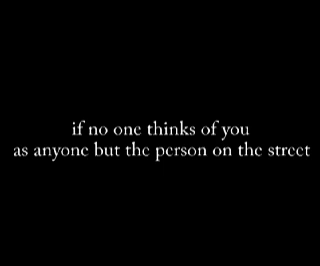 if no one thinks of you
as anyone but the person on the street